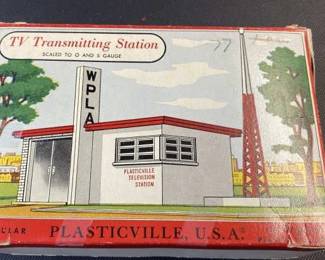 TV Transmitting Station
SCALED TO O AND S GAUGE
WPLA
PLASTICVILLE
TELEVISION
STATION
PLASTICVILLE, U.S.A.